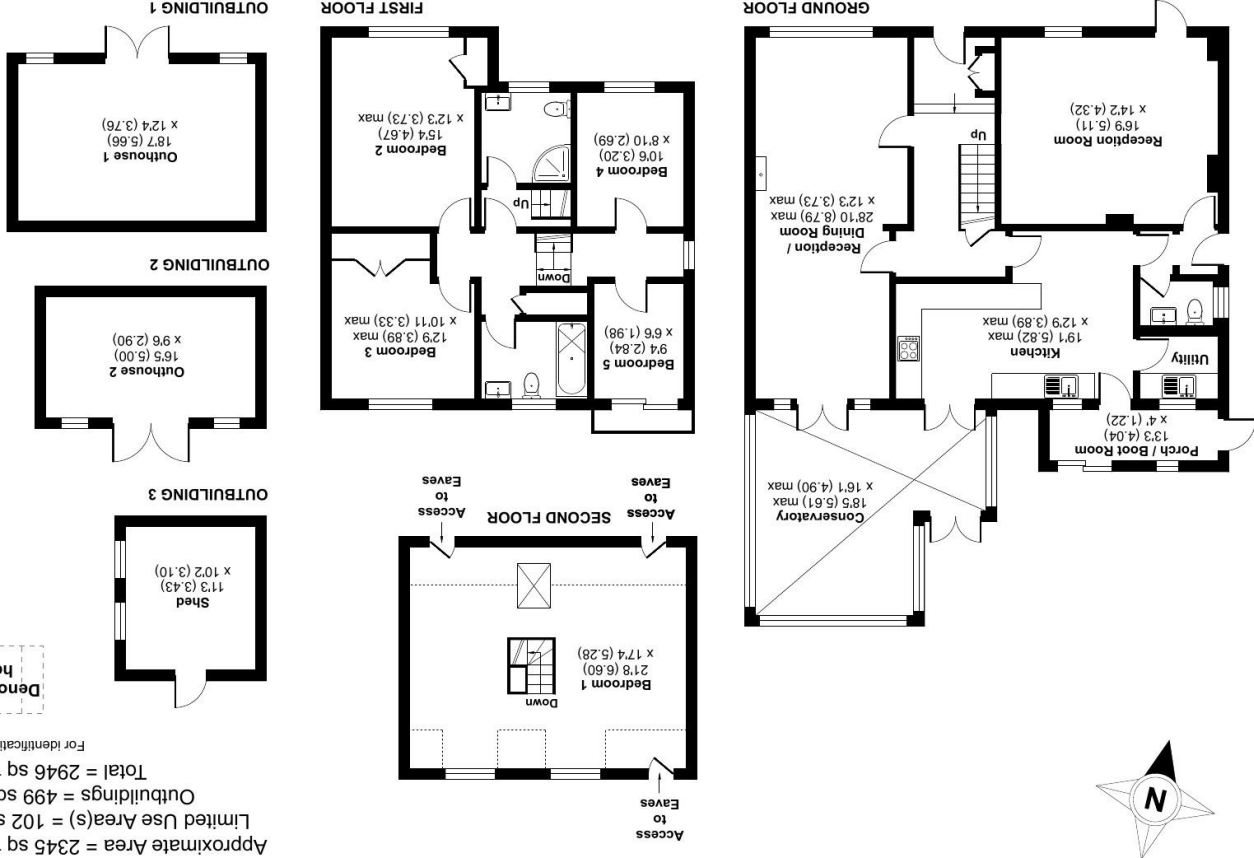 Approximate Area = 2345 sq
Limited Use Area(s) = 102 s
Outbuildings = 499 sq
Total = 2946 sq
For identificati
Deno
he
N
Access
to
Eaves
Down
Bedroom 1
21'8 (6.60)
x 17'4 (5.28)
Access
to
Eaves
Access
to
Eaves
SECOND FLOOR
Shed
11'3 (3.43)
x 10'2 (3.10)
OUTBUILDING 3
Conservatory
18'5 (5.61) max
x 16'1 (4.90) max
Porch / Boot Room
13'3 (4.04)
x 4' (1.22)
Utility
Kitchen
19'1 (5.82) max
x 12'9 (3.89) max
Reception /
Dining Room
28'10 (8.79) max
x 12'3 (3.73) max
Up
Reception Room
16'9 (5.11)
x 14'2 (4.32)
GROUND FLOOR
Bedroom 5
9'4 (2.84)
x 6'6 (1.98)
Bedroom 3
12'9 (3.89) max
x 10'11 (3.33) max
Down
Up
Bedroom 4
10'6 (3.20)
x 8'10 (2.69)
Bedroom 2
15'4 (4.67)
x 12'3 (3.73) max
FIRST FLOOR
Outhouse 2
16'5 (5.00)
x 9'6 (2.90)
OUTBUILDING 2
Outhouse 1
18'7 (5.66)
x 12'4 (3.76)
OUTBUILDING 1